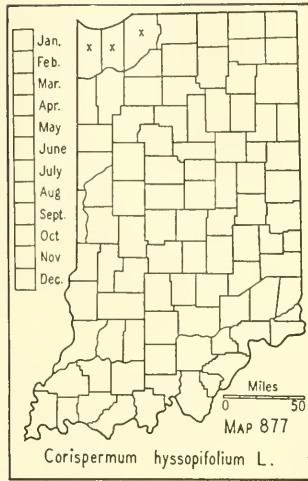 Jan.
Feb.
Mar.
Apr.
May
June
July
Aug
Sept.
Oct
Nov
Dec.
x x x
Miles
0 50
MAP 877
Corispermum hyssopifolium L.